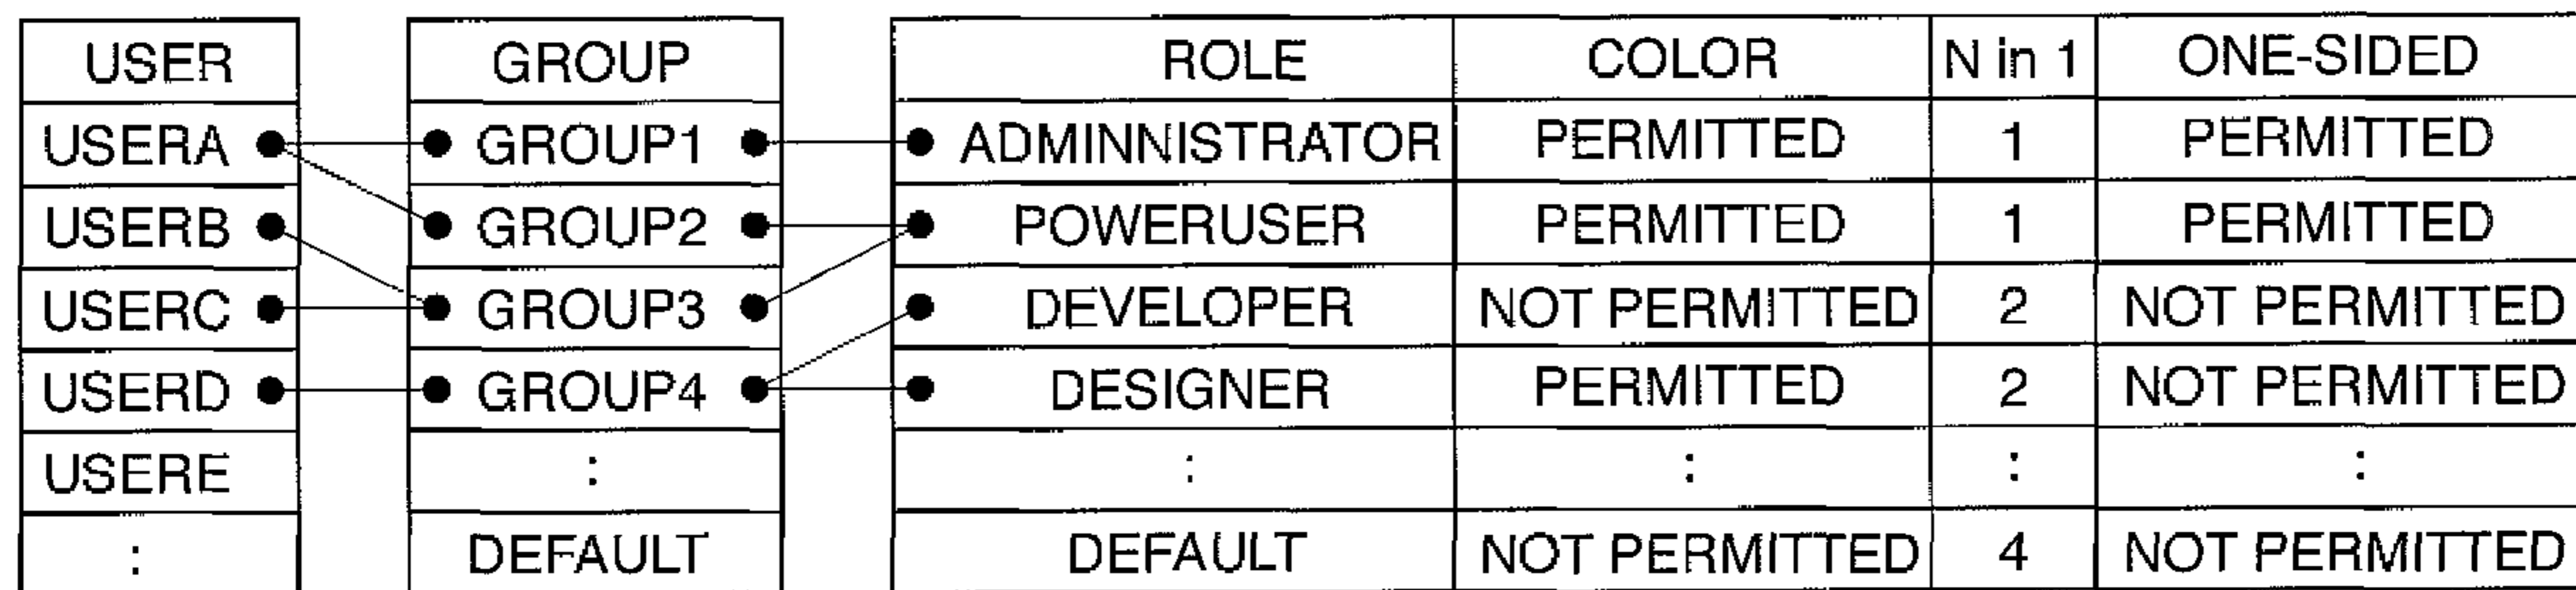 USER GROUP ROLE COLOR N in 1 ONE-SIDED
USERA GROUP1 ADMINNISTRATOR PERMITTED 1 PERMITTED
USERB GROUP2 POWERUSER PERMITTED 1 PERMITTED
USERC GROUP3 DEVELOPER NOT PERMITTED 2 NOT PERMITTED
USERD GROUP4 DESIGNER PERMITTED 2 NOT PERMITTED
USERE : : : : :
: DEFAULT DEFAULT NOT PERMITTED 4 NOT PERMITTED